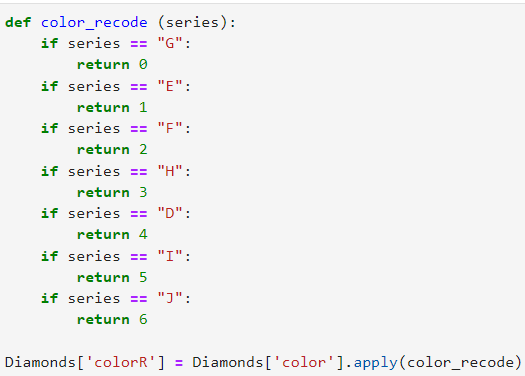 def color_recode (series):
    if series == "G":
        return 0
    if series == "E":
        return 1
    if series == "F":
        return 2
    if series == "H":
        return 3
    if series == "D":
        return 4
    if series == "I":
        return 5
    if series == "J":
        return 6

Diamonds['colorR'] = Diamonds['color'].apply(color_recode)